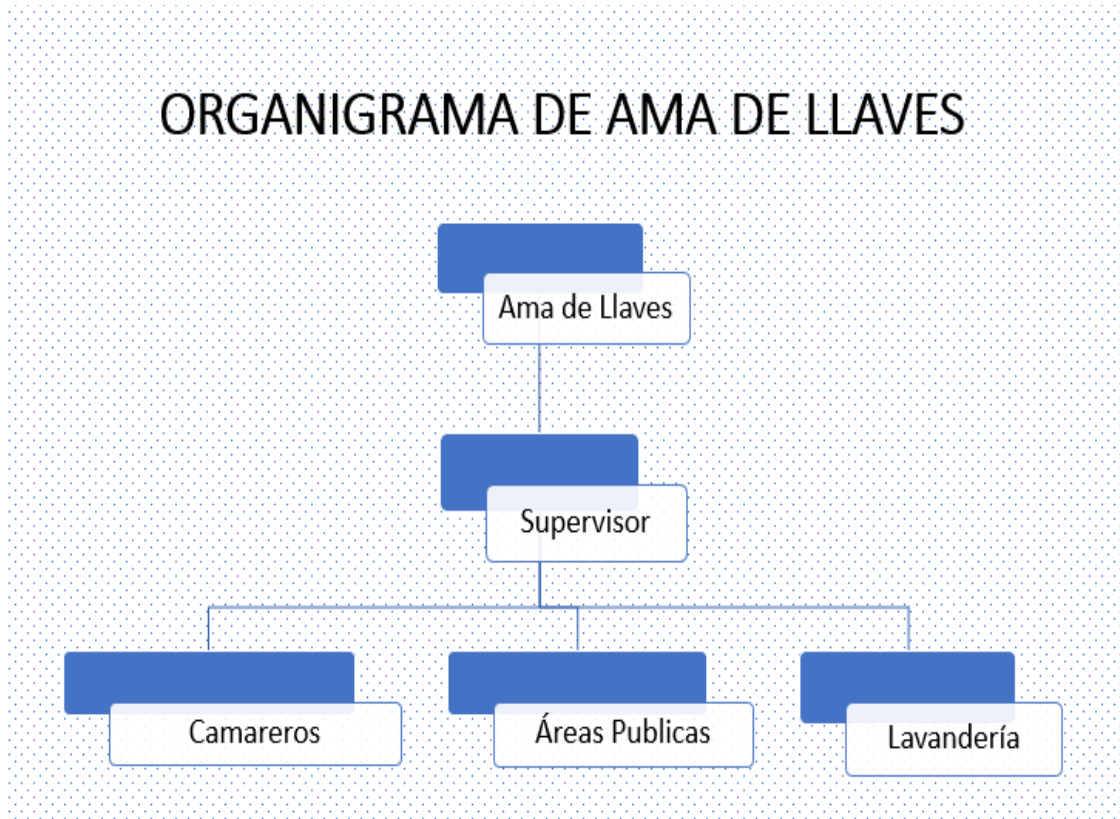 ORGANIGRAMA DE AMA DE LLAVES
Ama de Llaves
Supervisor
Camareros
Áreas Publicas
Lavandería